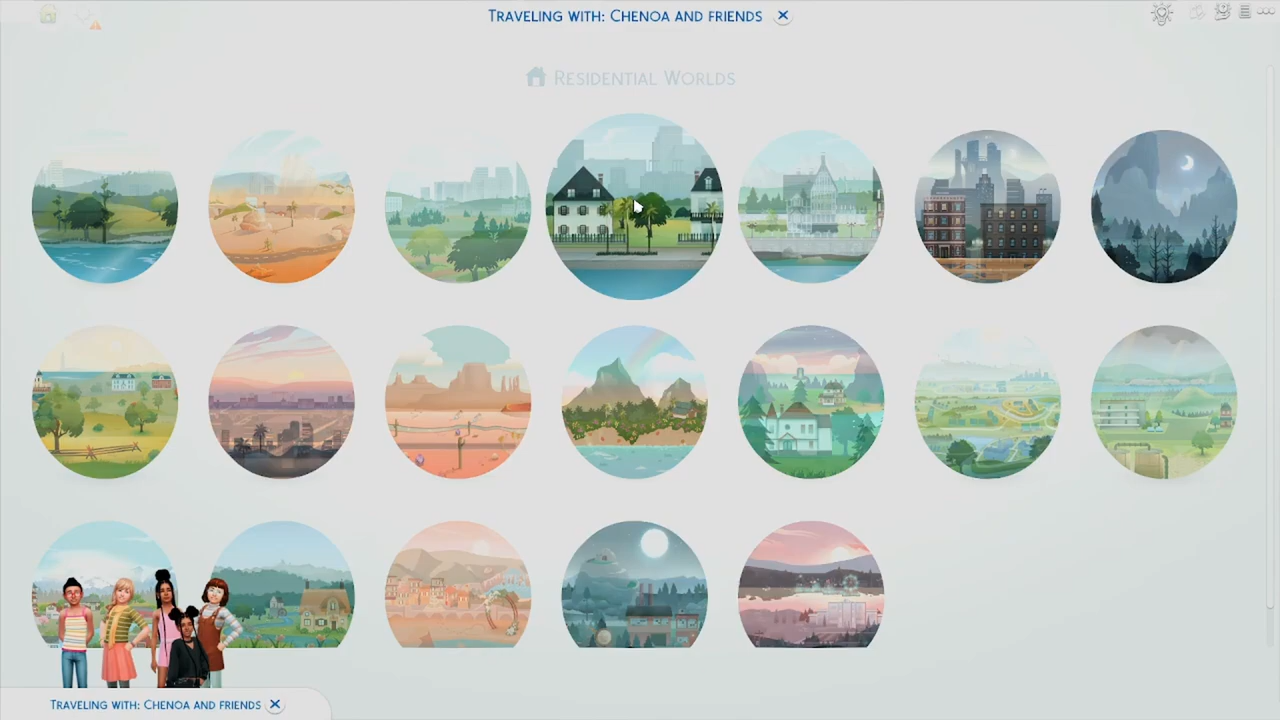 Traveling with: Chenoa and friends
Residential Worlds
Traveling with: Chenoa and friends